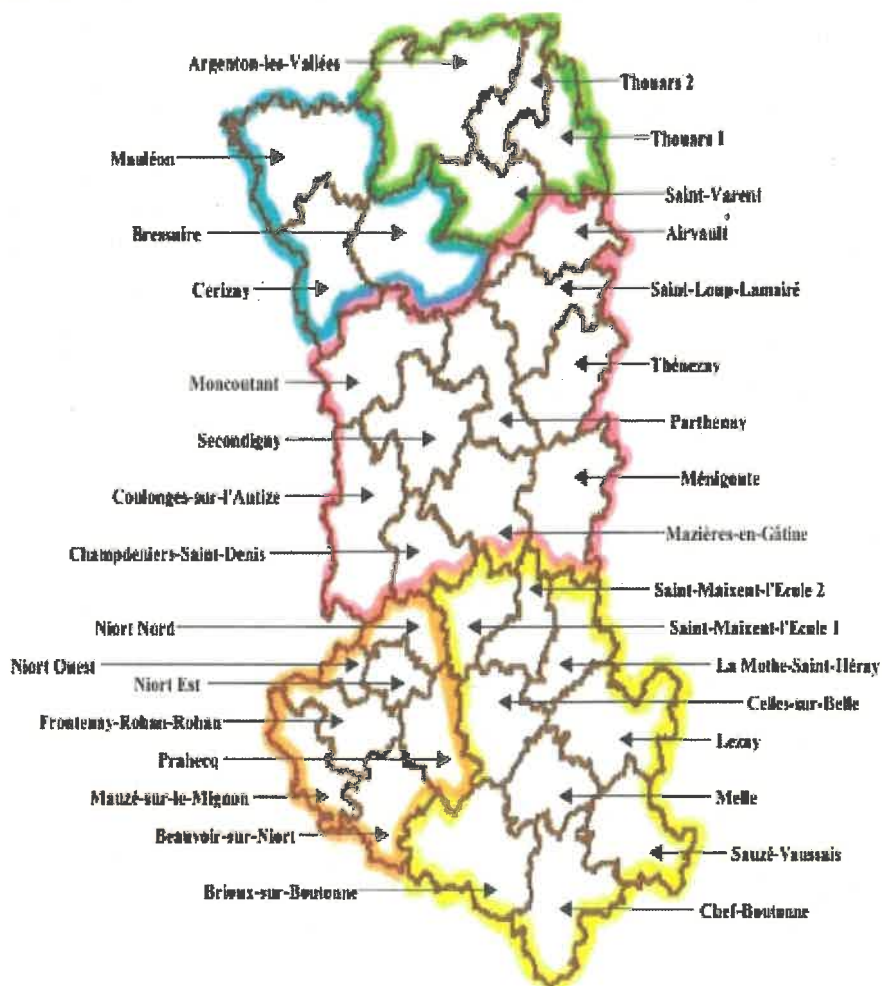 Argenton-les-Vallées
Thouars 2
Thouars 1
Mauléon
Saint-Varent
Bressuire
Airvault
Cerizay
Saint-Loup-Lamairé
Thénezay
Moncoutant
Parthenay
Secondigny
Ménigoute
Coulonges-sur-l'Autize
Mazières-en-Gâtine
Champdeniers-Saint-Denis
Saint-Maixent-l'Ecole 2
Niort Nord
Saint-Maixent-l'Ecole 1
Niort Ouest
La Mothe-Saint-Héray
Niort Est
Celles-sur-Belle
Frontenay-Rohan-Rohan
Lezay
Prahecq
Mauzé-sur-le-Mignon
Melle
Beauvoir-sur-Niort
Sauzé-Vaussais
Brioux-sur-Boutonne
Chef-Boutonne